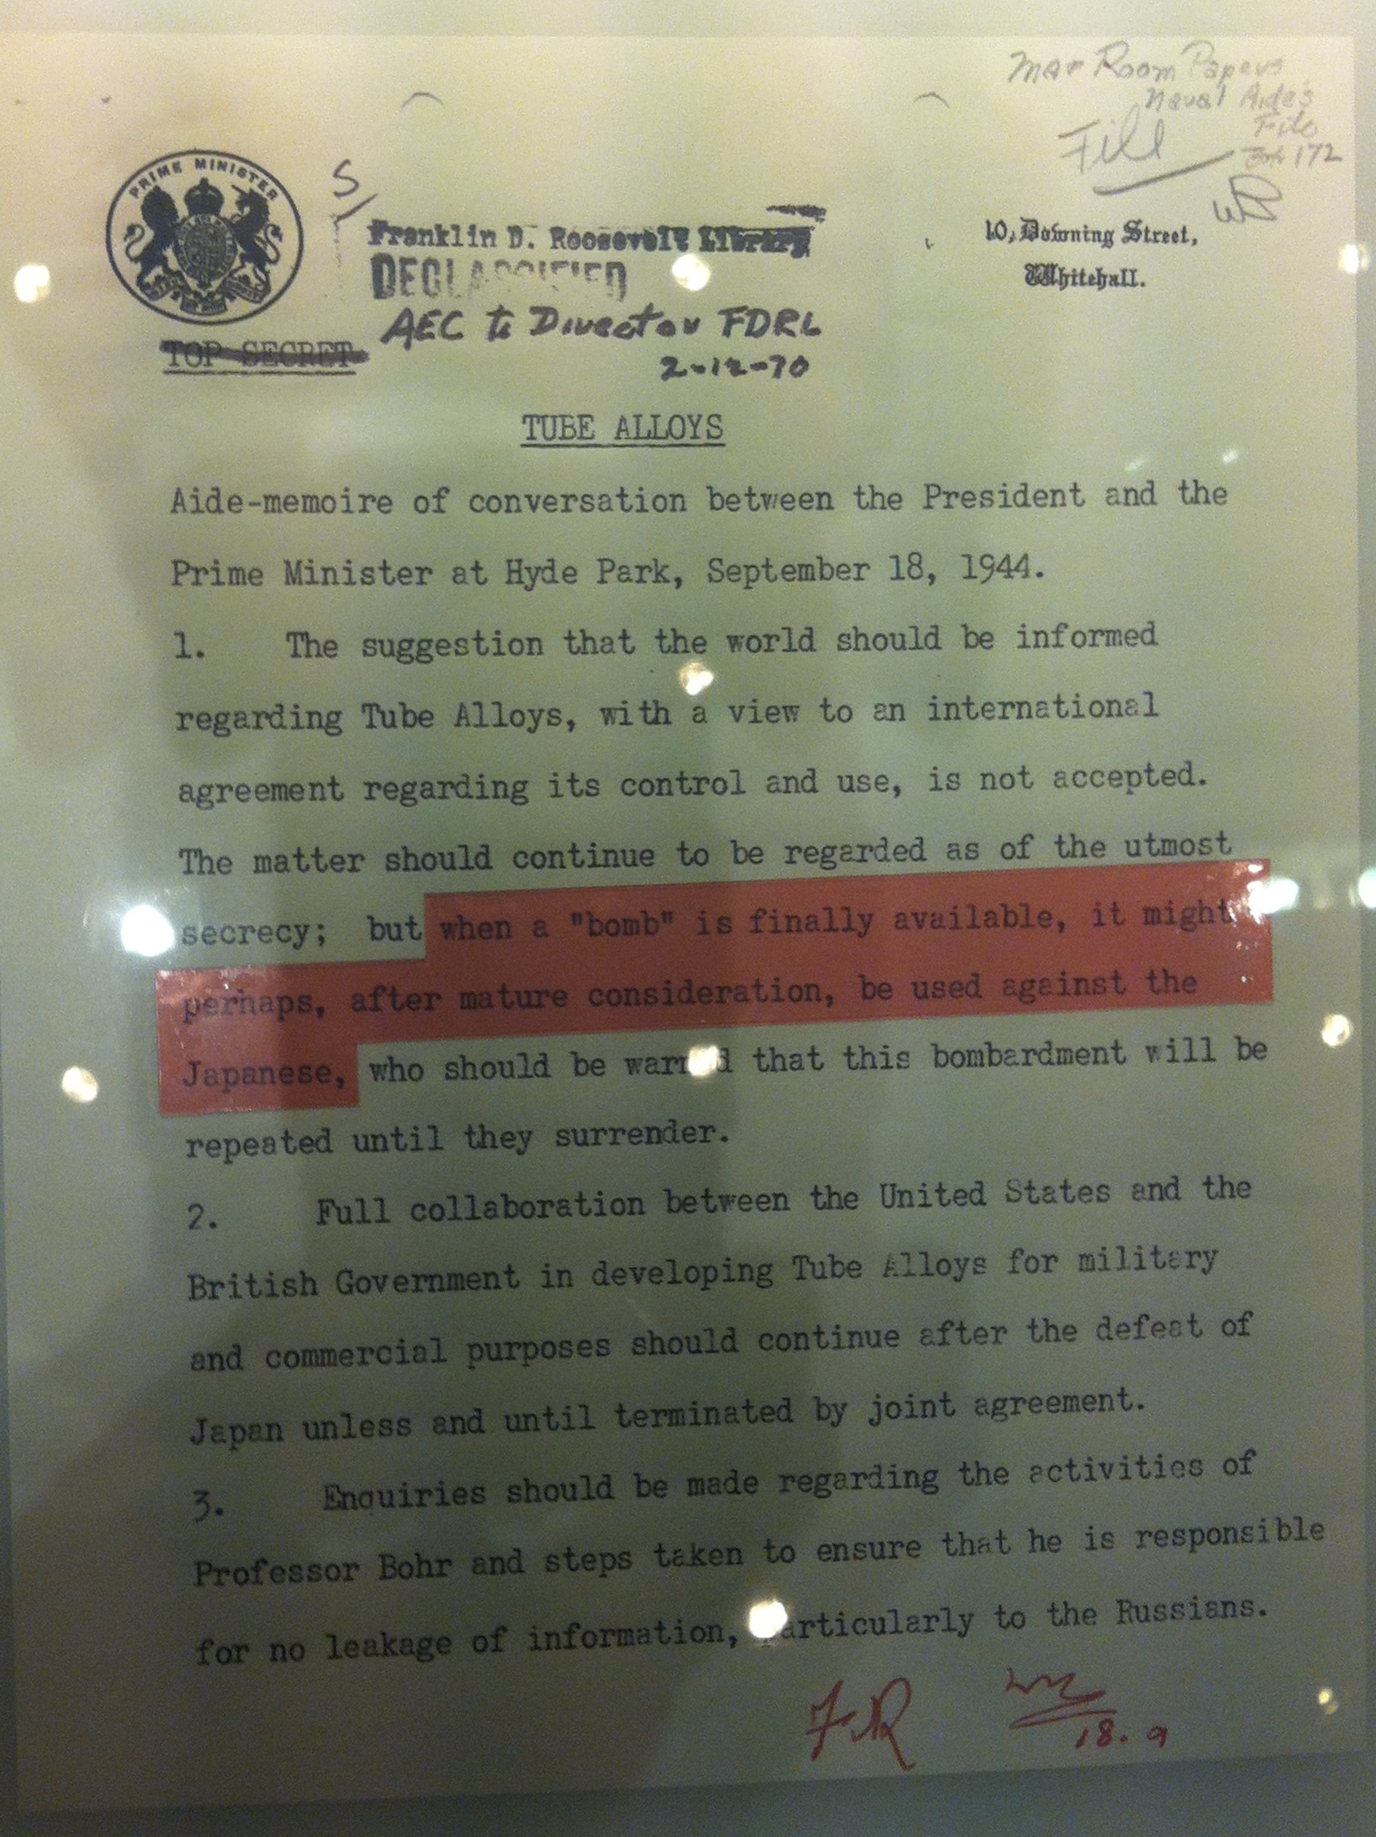 War Room Papers
Naval Aide's
File
File
Box 172
PRIME MINISTER
S/
Franklin D. Roosevelt Library
DECLASSIFIED
AEC to Director FDRL
2-12-70
10, Downing Street,
Whitehall.
TOP SECRET
TUBE ALLOYS
Aide-memoire of conversation between the President and the
Prime Minister at Hyde Park, September 18, 1944.
1. The suggestion that the world should be informed
regarding Tube Alloys, with a view to an international
agreement regarding its control and use, is not accepted.
The matter should continue to be regarded as of the utmost
secrecy; but when a "bomb" is finally available, it might
perhaps, after mature consideration, be used against the
Japanese, who should be warned that this bombardment will be
repeated until they surrender.
2. Full collaboration between the United States and the
British Government in developing Tube Alloys for military
and commercial purposes should continue after the defeat of
Japan unless and until terminated by joint agreement.
3. Enquiries should be made regarding the activities of
Professor Bohr and steps taken to ensure that he is responsible
for no leakage of information, particularly to the Russians.
FDR
18.9